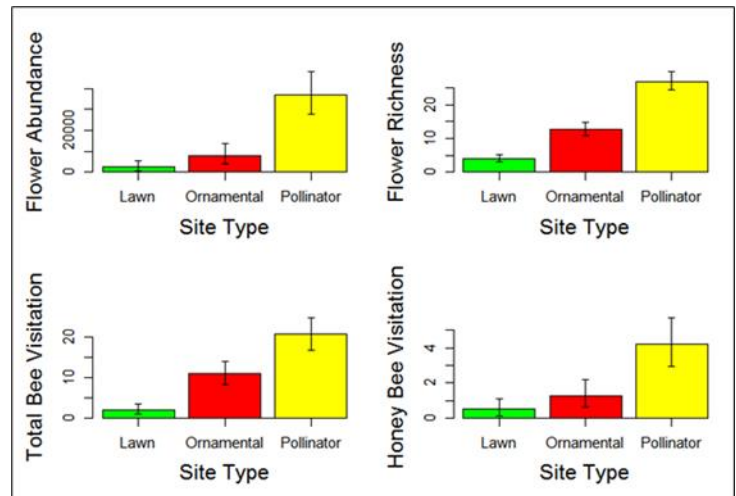 Flower Abundance
20000
0
Lawn Ornamental Pollinator
Site Type
Flower Richness
20
10
0
Lawn Ornamental Pollinator
Site Type
Total Bee Visitation
20
10
0
Lawn Ornamental Pollinator
Site Type
Honey Bee Visitation
4
2
0
Lawn Ornamental Pollinator
Site Type